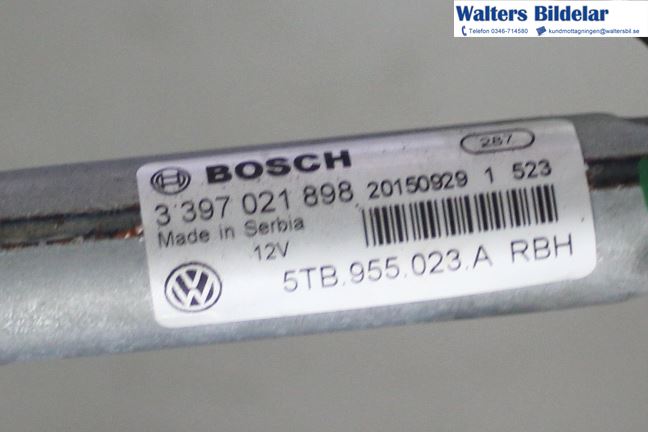 Walters Bildelar
Telefon 0346-714580 kundmottagningen@waltersbil.se
287
BOSCH
3 397 021 898 20150929 1 523
Made in Serbia
12V
5TB.955.023.A RBH